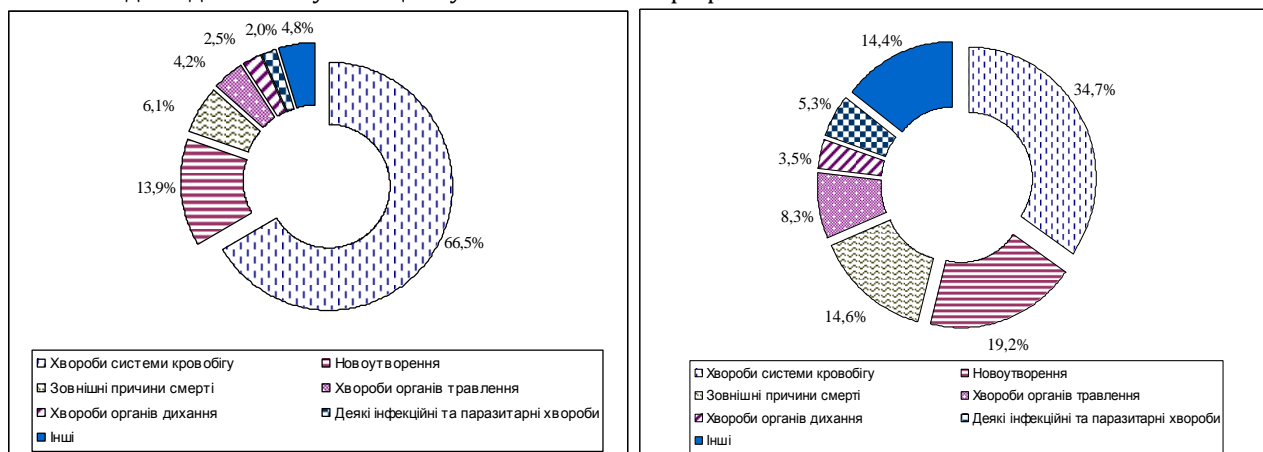 2,0%
4,8%
2,5%
4,2%
6,1%
13,9%
66,5%
Хвороби системи кровобігу
Новоутворення
Зовнішні причини смерті
Хвороби органів травлення
Хвороби органів дихання
Деякі інфекційні та паразитарні хвороби
Інші
14,4%
34,7%
5,3%
3,5%
8,3%
14,6%
19,2%
Хвороби системи кровобігу
Новоутворення
Зовнішні причини смерті
Хвороби органів травлення
Хвороби органів дихання
Деякі інфекційні та паразитарні хвороби
Інші